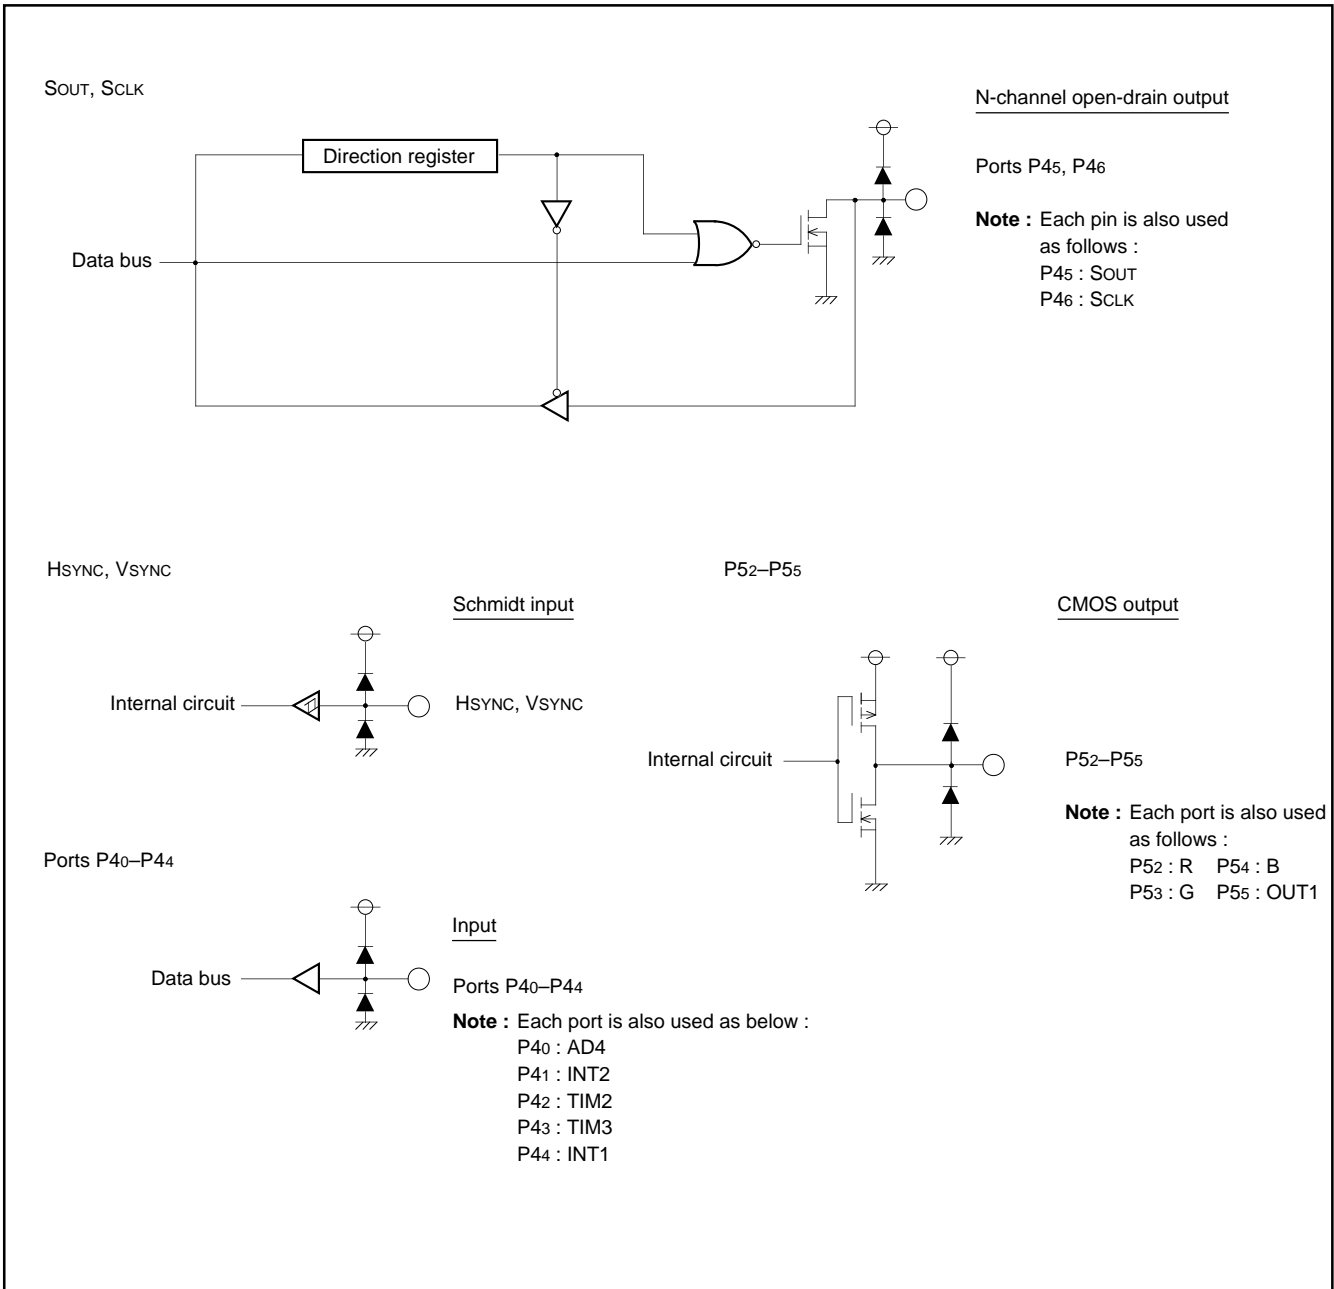 SOUT, SCLK
N-channel open-drain output
Direction register
Ports P45, P46
Note : Each pin is also used
as follows :
P45 : SOUT
P46 : SCLK
Data bus
HSYNC, VSYNC
Schmidt input
Internal circuit
HSYNC, VSYNC
P52–P55
CMOS output
Internal circuit
P52–P55
Note : Each port is also used
as follows :
P52 : R P54 : B
P53 : G P55 : OUT1
Ports P40–P44
Input
Data bus
Ports P40–P44
Note : Each port is also used as below :
P40 : AD4
P41 : INT2
P42 : TIM2
P43 : TIM3
P44 : INT1